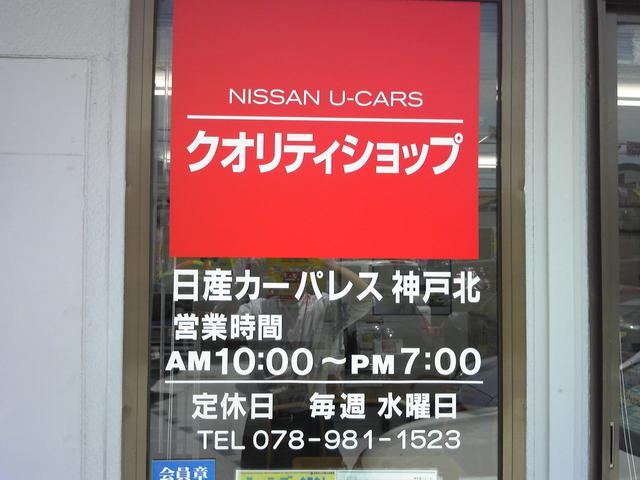 NISSAN U-CARS
クオリティショップ
日産カーパレス 神戸北
営業時間
AM10:00～PM7:00
定休日 毎週 水曜日
TEL 078-981-1523
会員章